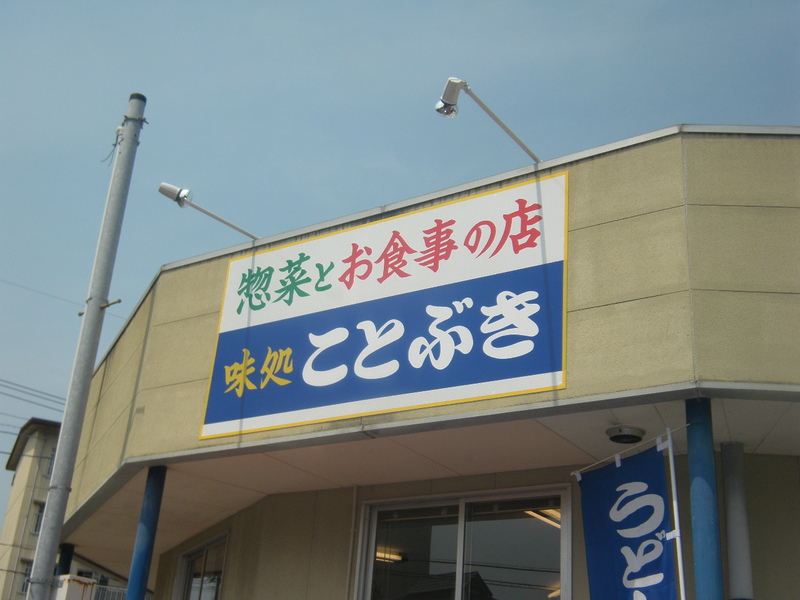 惣菜とお食事の店
味処 ことぶき
うど